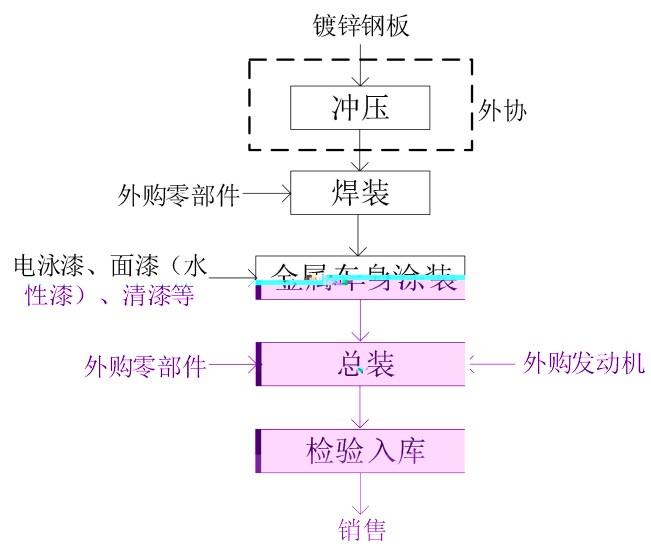 镀锌钢板
冲压
外协
外购零部件
焊装
电泳漆、面漆（水
性漆）、清漆等
金属车身涂装
外购零部件
总装
外购发动机
检验入库
销售